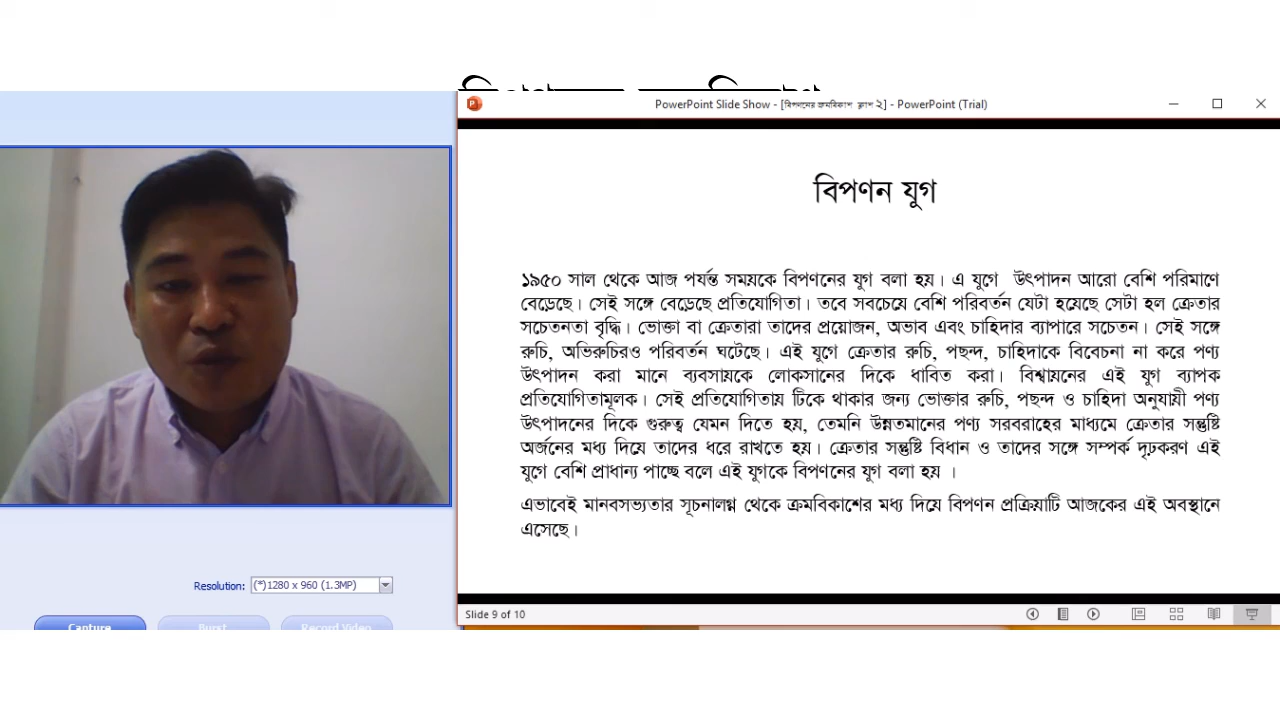 PowerPoint Slide Show - [বিপণনের ক্রমবিকাশ ক্লাস ২] - PowerPoint (Trial)
বিপণন যুগ
১৯৫০ সাল থেকে আজ পর্যন্ত সময়কে বিপণনের যুগ বলা হয়। এ যুগে উৎপাদন আরো বেশি পরিমাণে
বেড়েছে। সেই সঙ্গে বেড়েছে প্রতিযোগিতা। তবে সবচেয়ে বেশি পরিবর্তন যেটা হয়েছে সেটা হল ক্রেতার
সচেতনতা বৃদ্ধি। ভোক্তা বা ক্রেতারা তাদের প্রয়োজন, অভাব এবং চাহিদার ব্যাপারে সচেতন। সেই সঙ্গে
রুচি, অভিরুচিরও পরিবর্তন ঘটেছে। এই যুগে ক্রেতার রুচি, পছন্দ, চাহিদাকে বিবেচনা না করে পণ্য
উৎপাদন করা মানে ব্যবসায়কে লোকসানের দিকে ধাবিত করা। বিশ্বায়নের এই যুগ ব্যাপক
প্রতিযোগিতামূলক। সেই প্রতিযোগিতায় টিকে থাকার জন্য ভোক্তার রুচি, পছন্দ ও চাহিদা অনুযায়ী পণ্য
উৎপাদনের দিকে গুরুত্ব যেমন দিতে হয়, তেমনি উন্নতমানের পণ্য সরবরাহের মাধ্যমে ক্রেতার সন্তুষ্টি
অর্জনের মধ্য দিয়ে তাদের ধরে রাখতে হয়। ক্রেতার সন্তুষ্টি বিধান ও তাদের সঙ্গে সম্পর্ক দৃঢ়করণ এই
যুগে বেশি প্রাধান্য পাচ্ছে বলে এই যুগকে বিপণনের যুগ বলা হয় ।
এভাবেই মানবসভ্যতার সূচনালগ্ন থেকে ক্রমবিকাশের মধ্য দিয়ে বিপণন প্রক্রিয়াটি আজকের এই অবস্থানে
এসেছে।
Resolution: (*)1280 x 960 (1.3MP)
Capture Burst Record Video
Slide 9 of 10